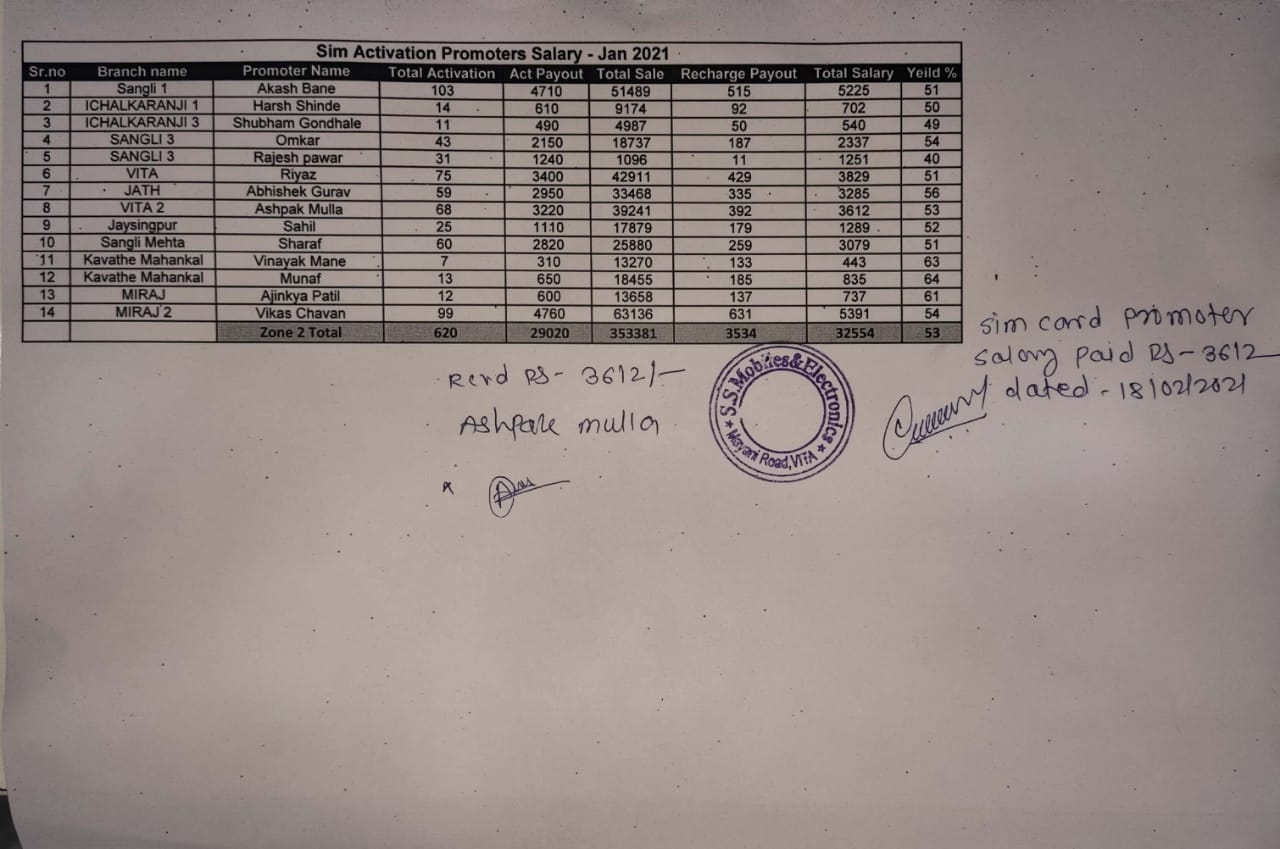 Sim Activation Promoters Salary - Jan 2021
Sr.no Branch name Promoter Name Total Activation Act Payout Total Sale Recharge Payout Total Salary Yeild %
1 Sangli 1 Akash Bane 103 4710 51489 515 5225 51
2 ICHALKARANJI 1 Harsh Shinde 14 610 9174 92 702 50
3 ICHALKARANJI 3 Shubham Gondhale 11 490 4987 50 540 49
4 SANGLI 3 Omkar 43 2150 18737 187 2337 54
5 SANGLI 3 Rajesh pawar 31 1240 1096 11 1251 40
6 VITA Riyaz 75 3400 42911 429 3829 51
7 JATH Abhishek Gurav 59 2950 33468 335 3285 56
8 VITA 2 Ashpak Mulla 68 3220 39241 392 3612 53
9 Jaysingpur Sahil 25 1110 17879 179 1289 52
10 Sangli Mehta Sharaf 60 2820 25880 259 3079 51
11 Kavathe Mahankal Vinayak Mane 7 310 13270 133 443 63
12 Kavathe Mahankal Munaf 13 650 18455 185 835 64
13 MIRAJ Ajinkya Patil 12 600 13658 137 737 61
14 MIRAJ 2 Vikas Chavan 99 4760 63136 631 5391 54
Zone 2 Total 620 29020 353381 3534 32554 53
Sim card promoter
salary paid RS - 3612
dated - 18/02/2021
Rcvd RS - 3612/-
Ashpak mulla
S.S.Mobiles&Electronics
★ Mayani Road,VITA ★